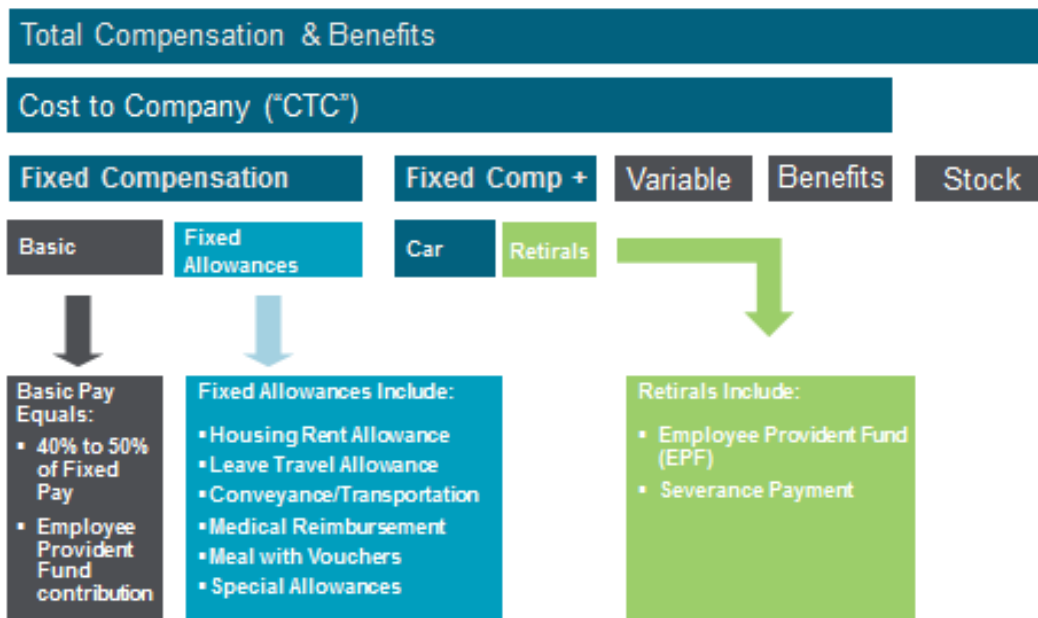 Total Compensation & Benefits
Cost to Company (“CTC”)
Fixed Compensation
Fixed Comp +
Variable
Benefits
Stock
Basic
Fixed
Allowances
Car
Retirals
Basic Pay
Equals:
▪ 40% to 50%
of Fixed
Pay
▪ Employee
Provident
Fund
contribution
Fixed Allowances Include:
▪Housing Rent Allowance
▪Leave Travel Allowance
▪Conveyance/Transportation
▪Medical Reimbursement
▪Meal with Vouchers
▪Special Allowances
Retirals Include:
▪ Employee Provident Fund
(EPF)
▪ Severance Payment